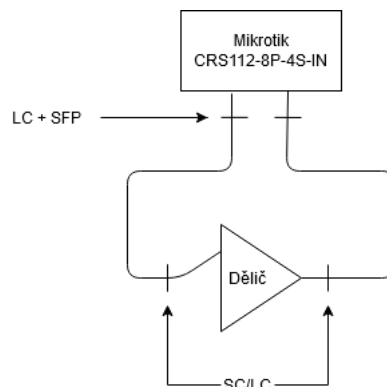 Mikrotik
CRS112-8P-4S-IN
LC + SFP
Dělič
SC/LC